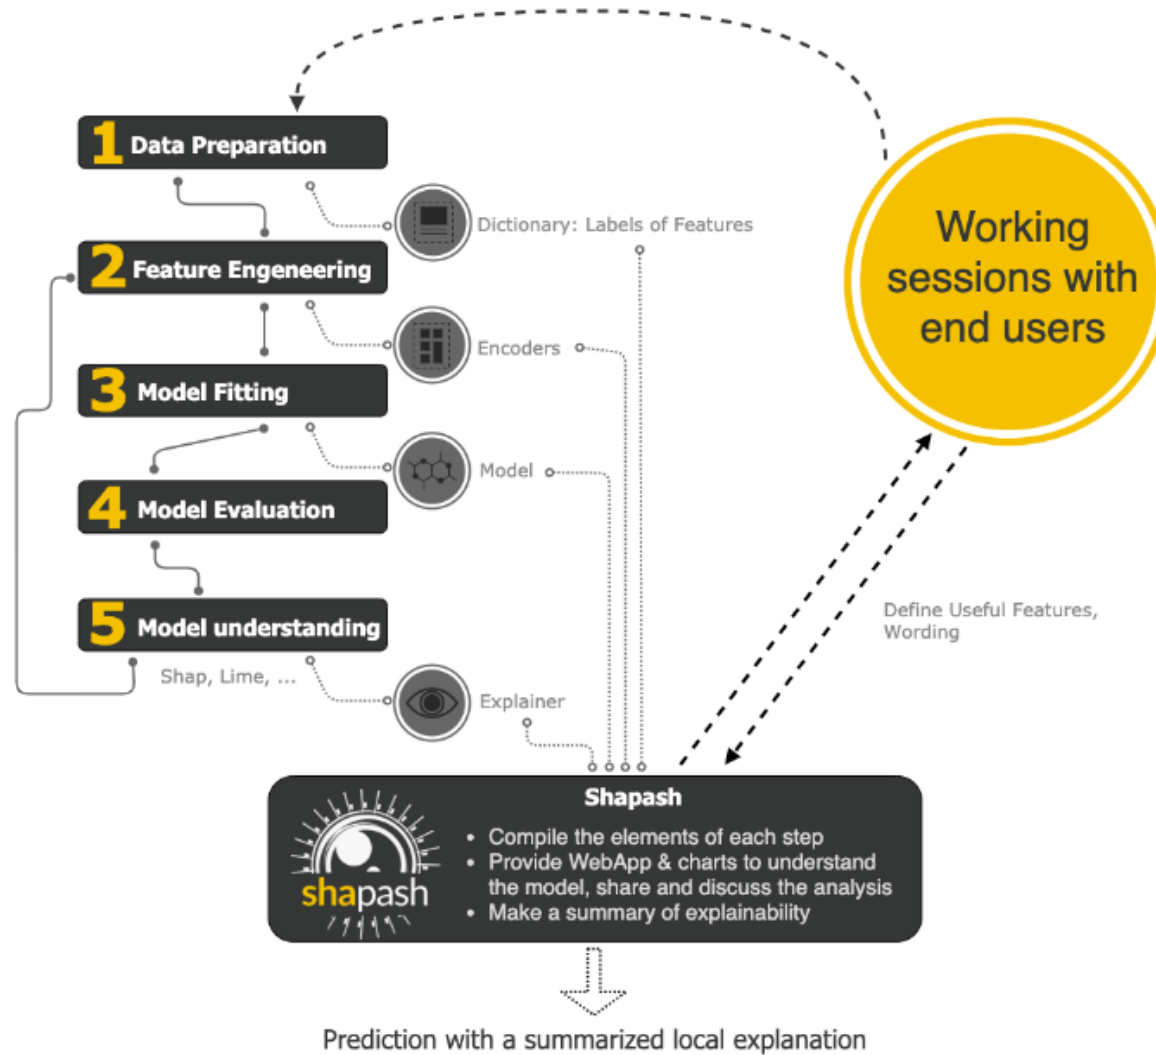 1 Data Preparation
Dictionary: Labels of Features
2 Feature Engeneering
Encoders
3 Model Fitting
Model
4 Model Evaluation
5 Model understanding
Shap, Lime, ...
Explainer
Working
sessions with
end users
Define Useful Features,
Wording
Shapash
shapash
• Compile the elements of each step
• Provide WebApp & charts to understand
the model, share and discuss the analysis
• Make a summary of explainability
Prediction with a summarized local explanation